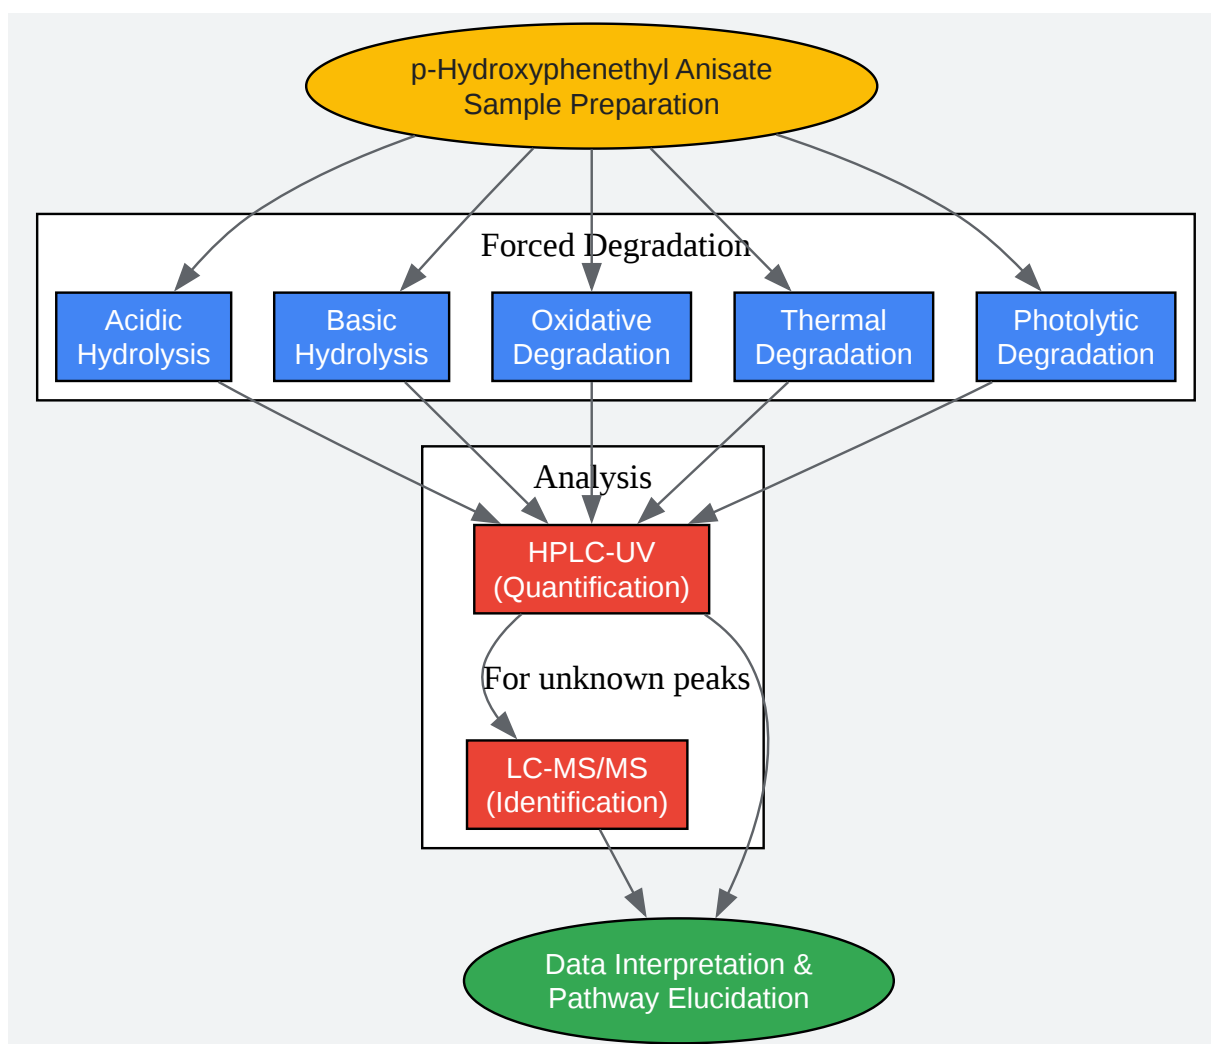 p-Hydroxyphenethyl Anisate
Sample Preparation
Forced Degradation
Acidic
Hydrolysis
Basic
Hydrolysis
Oxidative
Degradation
Thermal
Degradation
Photolytic
Degradation
Analysis
HPLC-UV
(Quantification)
For unknown peaks
LC-MS/MS
(Identification)
Data Interpretation &
Pathway Elucidation